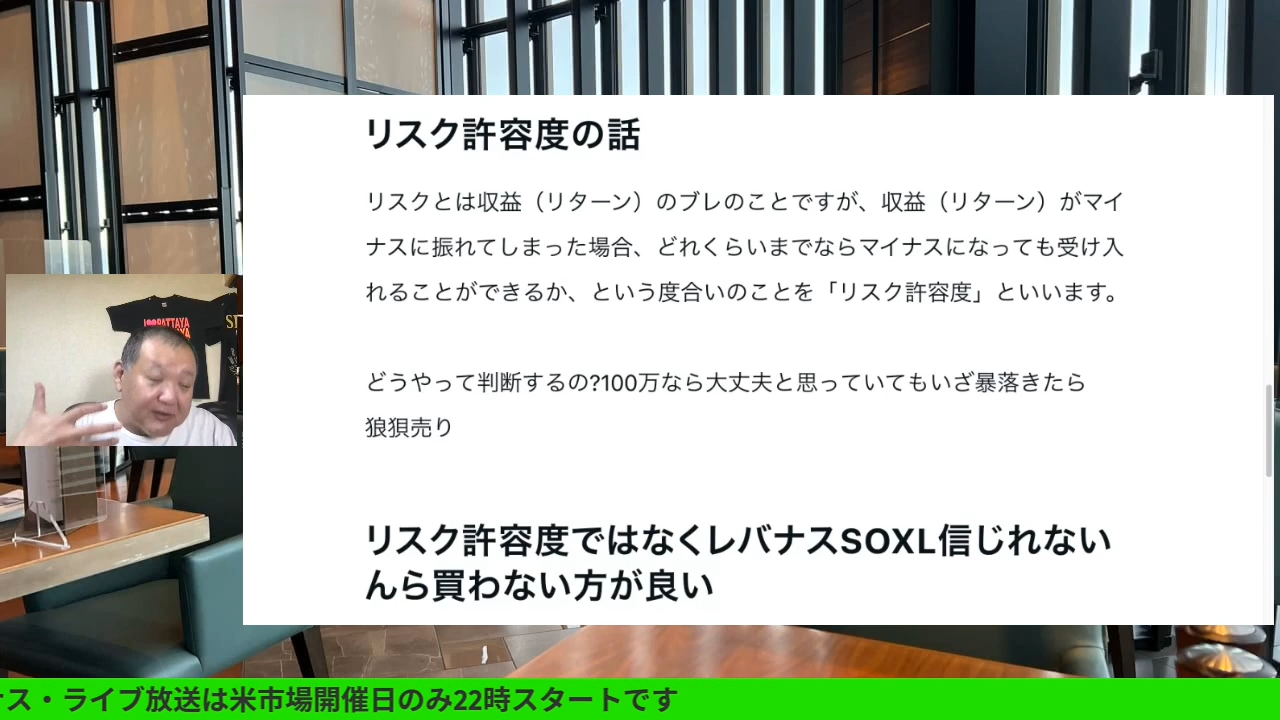 リスク許容度の話
リスクとは収益（リターン）のブレのことですが、収益（リターン）がマイ
ナスに振れてしまった場合、どれくらいまでならマイナスになっても受け入
れることができるか、という度合いのことを「リスク許容度」といいます。
どうやって判断するの?100万なら大丈夫と思っていてもいざ暴落きたら
狼狽売り
リスク許容度ではなくレバナスSOXL信じれない
んら買わない方が良い
ナス・ライブ放送は米市場開催日のみ22時スタートです